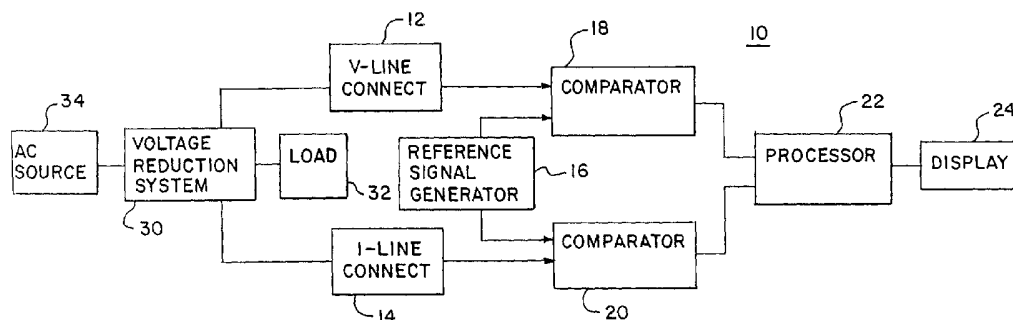 12
18
10
V-LINE
CONNECT
COMPARATOR
34
22
24
AC
SOURCE
VOLTAGE
REDUCTION
SYSTEM
LOAD
REFERENCE
SIGNAL
GENERATOR
16
PROCESSOR
DISPLAY
32
30
I-LINE
CONNECT
COMPARATOR
14
20